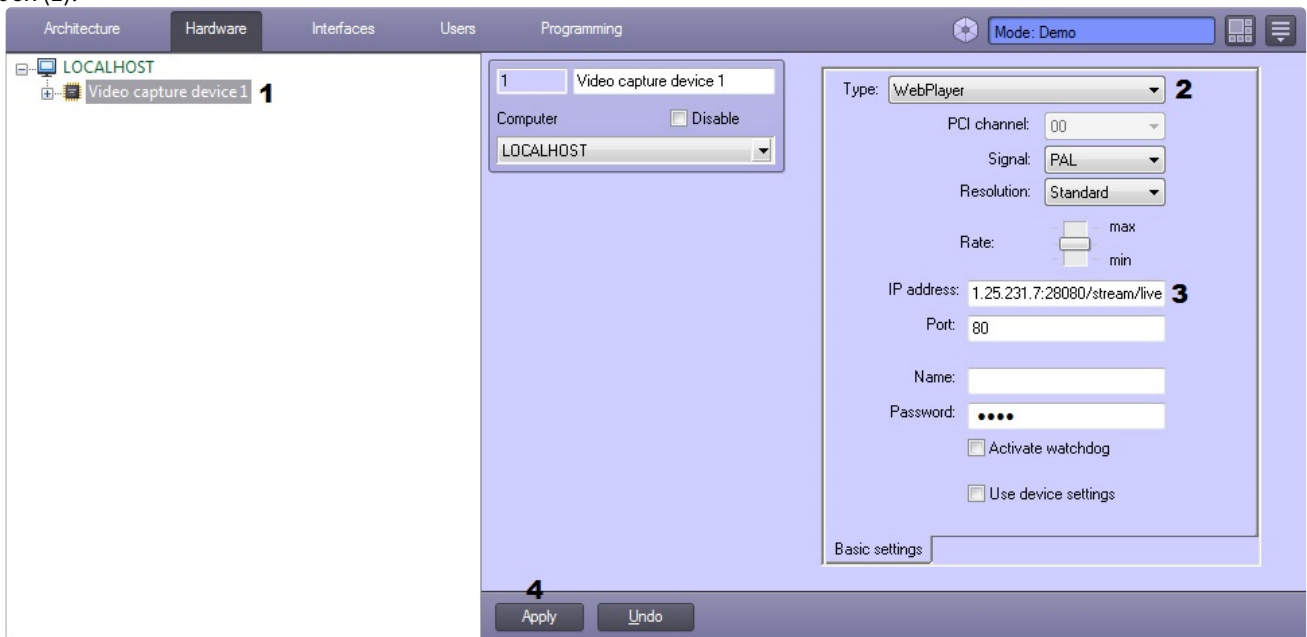 Architecture Hardware Interfaces Users Programming Mode: Demo
LOCALHOST
Video capture device 1 1
1 Video capture device 1
Computer Disable
LOCALHOST
Type: WebPlayer 2
PCI channel: 00
Signal: PAL
Resolution: Standard
max
Rate:
min
IP address: 1.25.231.7:28080/stream/live 3
Port: 80
Name:
Password: ••••
Activate watchdog
Use device settings
Basic settings
4
Apply Undo